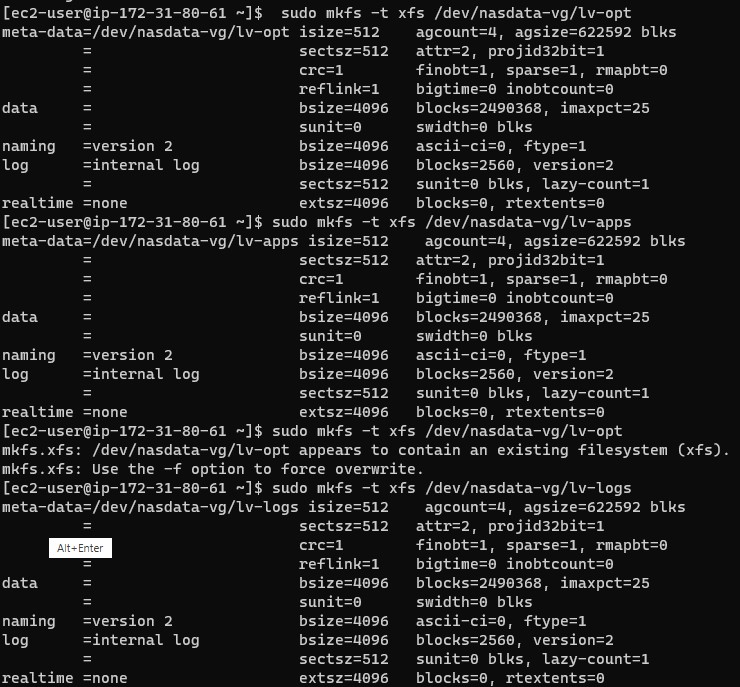 [ec2-user@ip-172-31-80-61 ~]$  sudo mkfs -t xfs /dev/nasdata-vg/lv-opt
meta-data=/dev/nasdata-vg/lv-opt isize=512    agcount=4, agsize=622592 blks
         =                       sectsz=512   attr=2, projid32bit=1
         =                       crc=1        finobt=1, sparse=1, rmapbt=0
         =                       reflink=1    bigtime=0 inobtcount=0
data     =                       bsize=4096   blocks=2490368, imaxpct=25
         =                       sunit=0      swidth=0 blks
naming   =version 2              bsize=4096   ascii-ci=0, ftype=1
log      =internal log           bsize=4096   blocks=2560, version=2
         =                       sectsz=512   sunit=0 blks, lazy-count=1
realtime =none                   extsz=4096   blocks=0, rtextents=0
[ec2-user@ip-172-31-80-61 ~]$ sudo mkfs -t xfs /dev/nasdata-vg/lv-apps
meta-data=/dev/nasdata-vg/lv-apps isize=512    agcount=4, agsize=622592 blks
         =                       sectsz=512   attr=2, projid32bit=1
         =                       crc=1        finobt=1, sparse=1, rmapbt=0
         =                       reflink=1    bigtime=0 inobtcount=0
data     =                       bsize=4096   blocks=2490368, imaxpct=25
         =                       sunit=0      swidth=0 blks
naming   =version 2              bsize=4096   ascii-ci=0, ftype=1
log      =internal log           bsize=4096   blocks=2560, version=2
         =                       sectsz=512   sunit=0 blks, lazy-count=1
realtime =none                   extsz=4096   blocks=0, rtextents=0
[ec2-user@ip-172-31-80-61 ~]$ sudo mkfs -t xfs /dev/nasdata-vg/lv-opt
mkfs.xfs: /dev/nasdata-vg/lv-opt appears to contain an existing filesystem (xfs).
mkfs.xfs: Use the -f option to force overwrite.
[ec2-user@ip-172-31-80-61 ~]$ sudo mkfs -t xfs /dev/nasdata-vg/lv-logs
meta-data=/dev/nasdata-vg/lv-logs isize=512    agcount=4, agsize=622592 blks
         =                       sectsz=512   attr=2, projid32bit=1
Alt+Enter                        crc=1        finobt=1, sparse=1, rmapbt=0
         =                       reflink=1    bigtime=0 inobtcount=0
data     =                       bsize=4096   blocks=2490368, imaxpct=25
         =                       sunit=0      swidth=0 blks
naming   =version 2              bsize=4096   ascii-ci=0, ftype=1
log      =internal log           bsize=4096   blocks=2560, version=2
         =                       sectsz=512   sunit=0 blks, lazy-count=1
realtime =none                   extsz=4096   blocks=0, rtextents=0